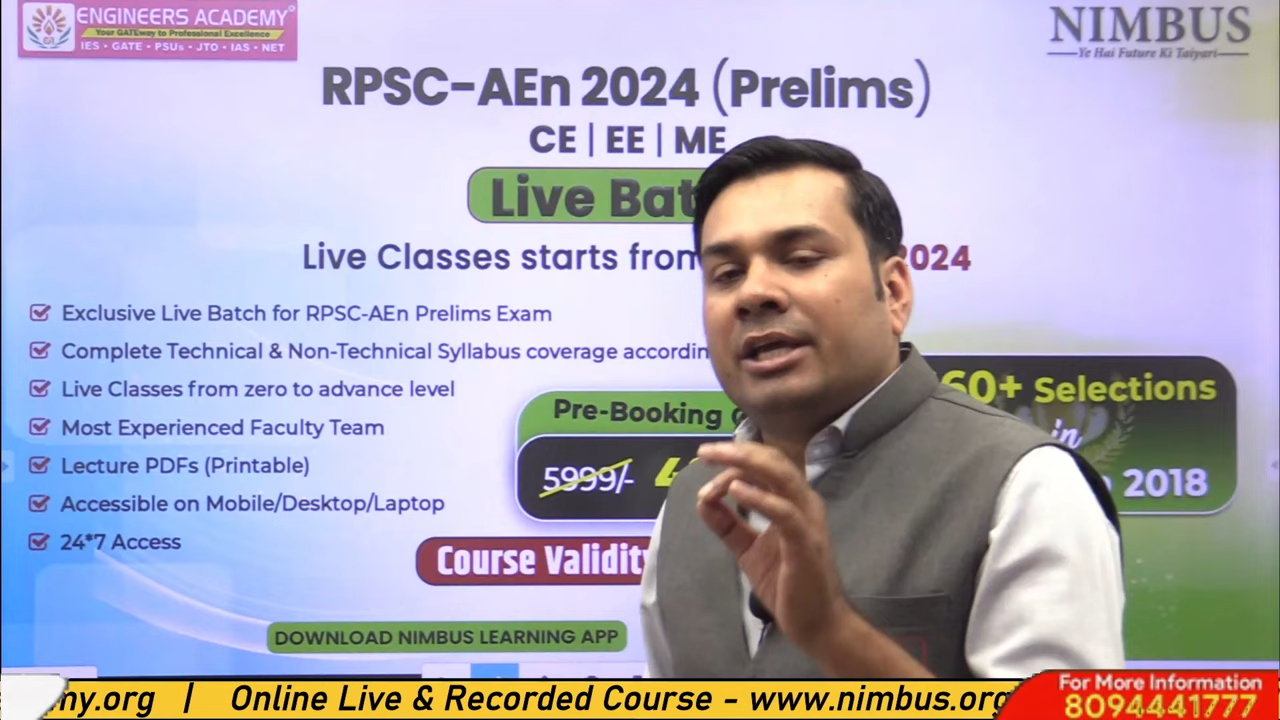 ENGINEERS ACADEMY
Your GATEway to Professional Excellence
IES • GATE • PSUs • JTO • IAS • NET
NIMBUS
Ye Hai Future Ki Taiyari
RPSC-AEn 2024 (Prelims)
CE | EE | ME
Live Bat
Live Classes starts from 2024
Exclusive Live Batch for RPSC-AEn Prelims Exam
Complete Technical & Non-Technical Syllabus coverage accordin
Live Classes from zero to advance level
Most Experienced Faculty Team
Lecture PDFs (Printable)
Accessible on Mobile/Desktop/Laptop
24*7 Access
Pre-Booking
5999/- 4
60+ Selections
in
2018
Course Validity
DOWNLOAD NIMBUS LEARNING APP
my.org | Online Live & Recorded Course - www.nimbus.org
For More Information
8094441777